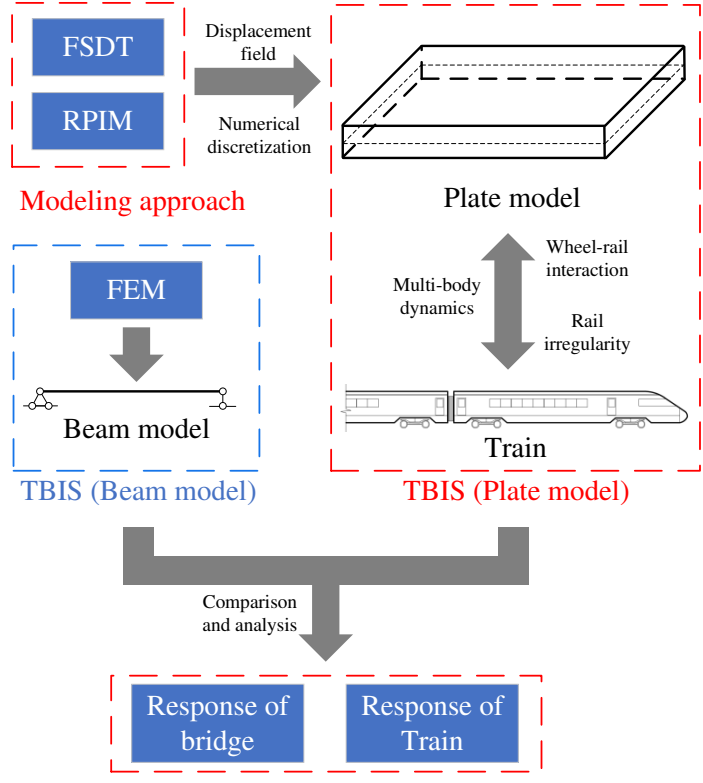 FSDT
RPIM
Displacement
field
Numerical
discretization
Modeling approach
Plate model
Wheel-rail
interaction
Multi-body
dynamics
Rail
irregularity
Train
TBIS (Plate model)
FEM
Beam model
TBIS (Beam model)
Comparison
and analysis
Response of
bridge
Response of
Train